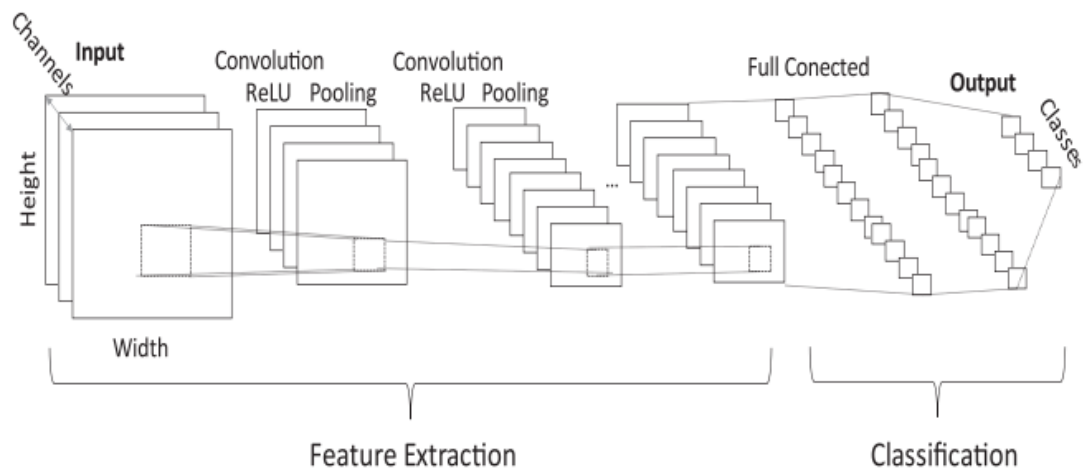 Channels
Input
Height
Width
Convolution
ReLU Pooling
Convolution
ReLU Pooling
...
Full Conected
Output
Classes
Feature Extraction
Classification